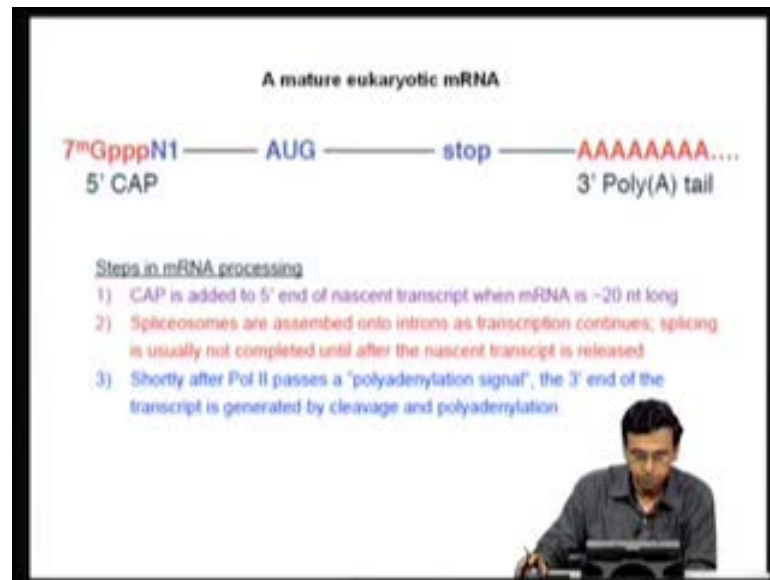 A mature eukaryotic mRNA
7ᵐGpppN1 AUG stop AAAAAAAA....
5' CAP 3' Poly(A) tail
Steps in mRNA processing
1) CAP is added to 5' end of nascent transcript when mRNA is ~20 nt long
2) Spliceosomes are assembed onto introns as transcription continues; splicing
is usually not completed until after the nascent transcipt is released
3) Shortly after Pol II passes a "polyadenylation signal", the 3' end of the
transcript is generated by cleavage and polyadenylation.